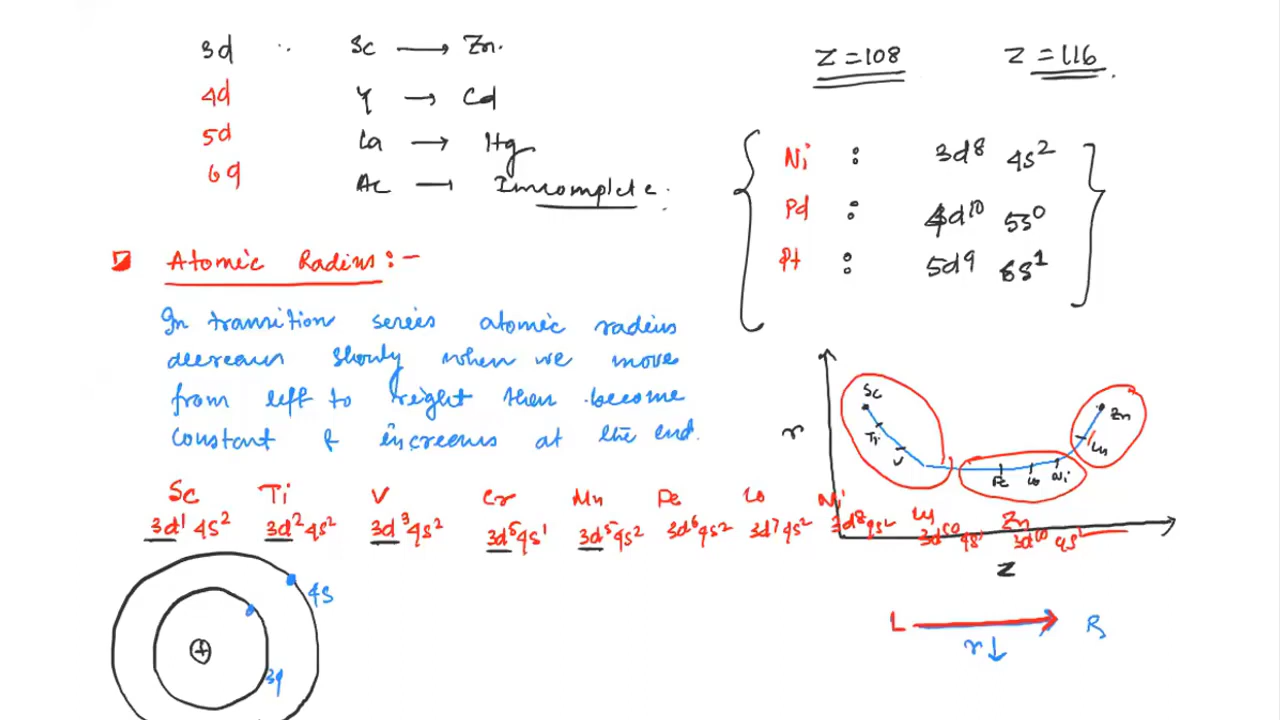 3d ∵ Sc → Zn.
4d Y → Cd
5d La → Hg
6d Ac → Imcomplete.
Z = 108 Z = 116
Ni : 3d8 4s2
Pd : 4d10 5s0
Pt : 5d9 6s1
Atomic Radius :-
In transition series atomic radius
decreases slowly when we move
from left to right then become
constant & increases at the end.
Sc Ti V Cr Mn Fe Co Ni Cu Zn
3d1 4s2 3d2 4s2 3d3 4s2 3d5 4s1 3d5 4s2 3d6 4s2 3d7 4s2 3d8 4s2 3d10 4s1 3d10 4s2
4s
3d
+
r
Sc
Ti
V
Fe Co Ni
Cu
Zn
Z
L → R
r↓